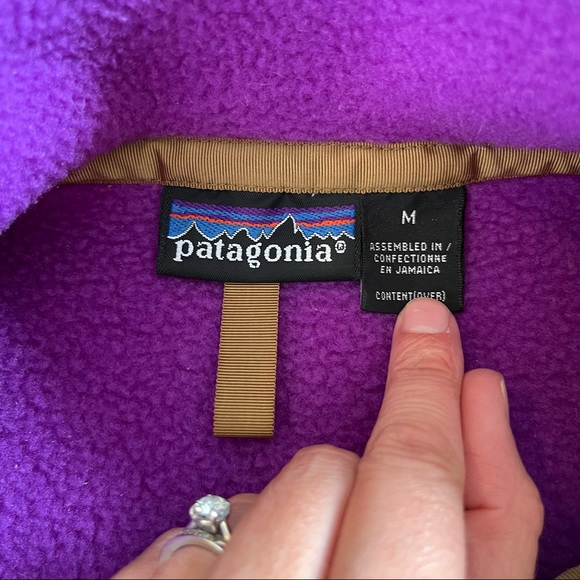 patagonia®
M
ASSEMBLED IN/
CONFECTIONNE
EN JAMAICA
CONTENT(OVER)